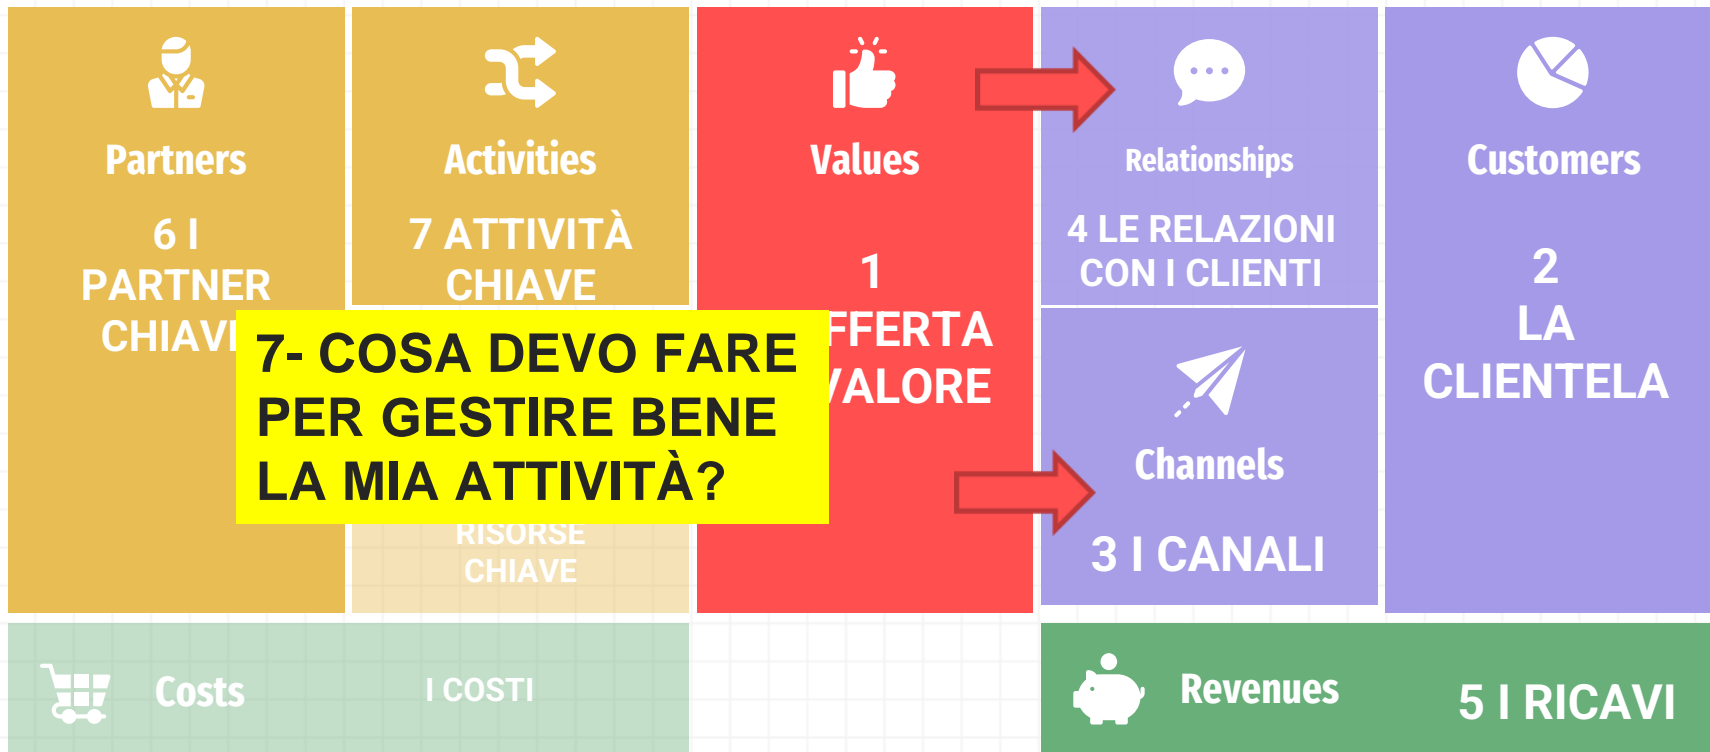 Partners
6 I
PARTNER
CHIAV
Activities
7 ATTIVITÀ
CHIAVE
7- COSA DEVO FARE
PER GESTIRE BENE
LA MIA ATTIVITÀ?
RISORSE
CHIAVE
Values
1
FFERTA
VALORE
Relationships
4 LE RELAZIONI
CON I CLIENTI
Channels
3 I CANALI
Customers
2
LA
CLIENTELA
Costs
I COSTI
Revenues
5 I RICAVI